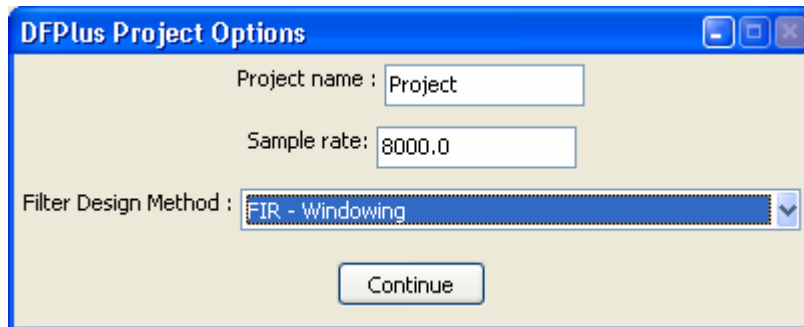 DFPlus Project Options
Project name : Project
Sample rate: 8000.0
Filter Design Method : FIR - Windowing
Continue